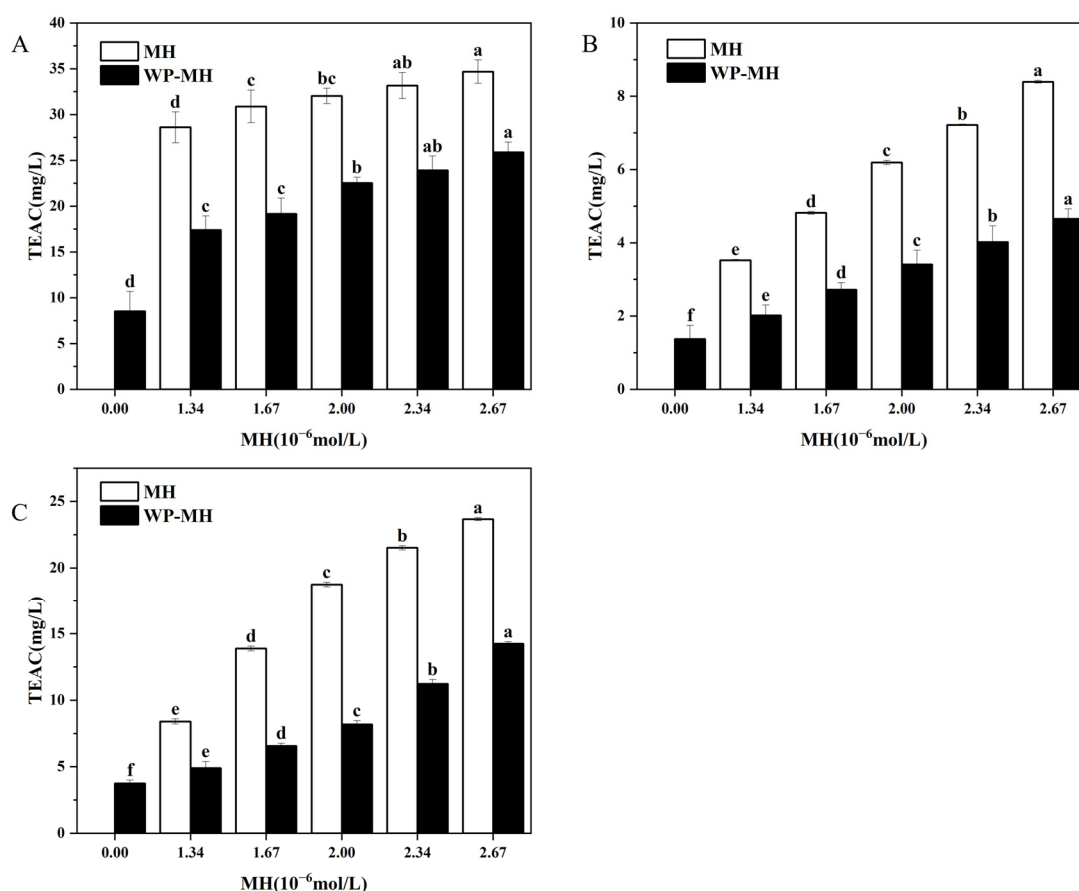 A
MH
WP-MH
TEAC(mg/L)
40
35
30
25
20
15
10
5
0
d
d
c
c
c
bc
b
ab
ab
a
a
0.00 1.34 1.67 2.00 2.34 2.67
MH(10⁻⁶mol/L)
B
MH
WP-MH
TEAC(mg/L)
10
8
6
4
2
0
f
e
e
d
d
c
c
b
b
a
a
0.00 1.34 1.67 2.00 2.34 2.67
MH(10⁻⁶mol/L)
C
MH
WP-MH
TEAC(mg/L)
25
20
15
10
5
0
f
e
e
d
d
c
c
b
b
a
a
0.00 1.34 1.67 2.00 2.34 2.67
MH(10⁻⁶mol/L)